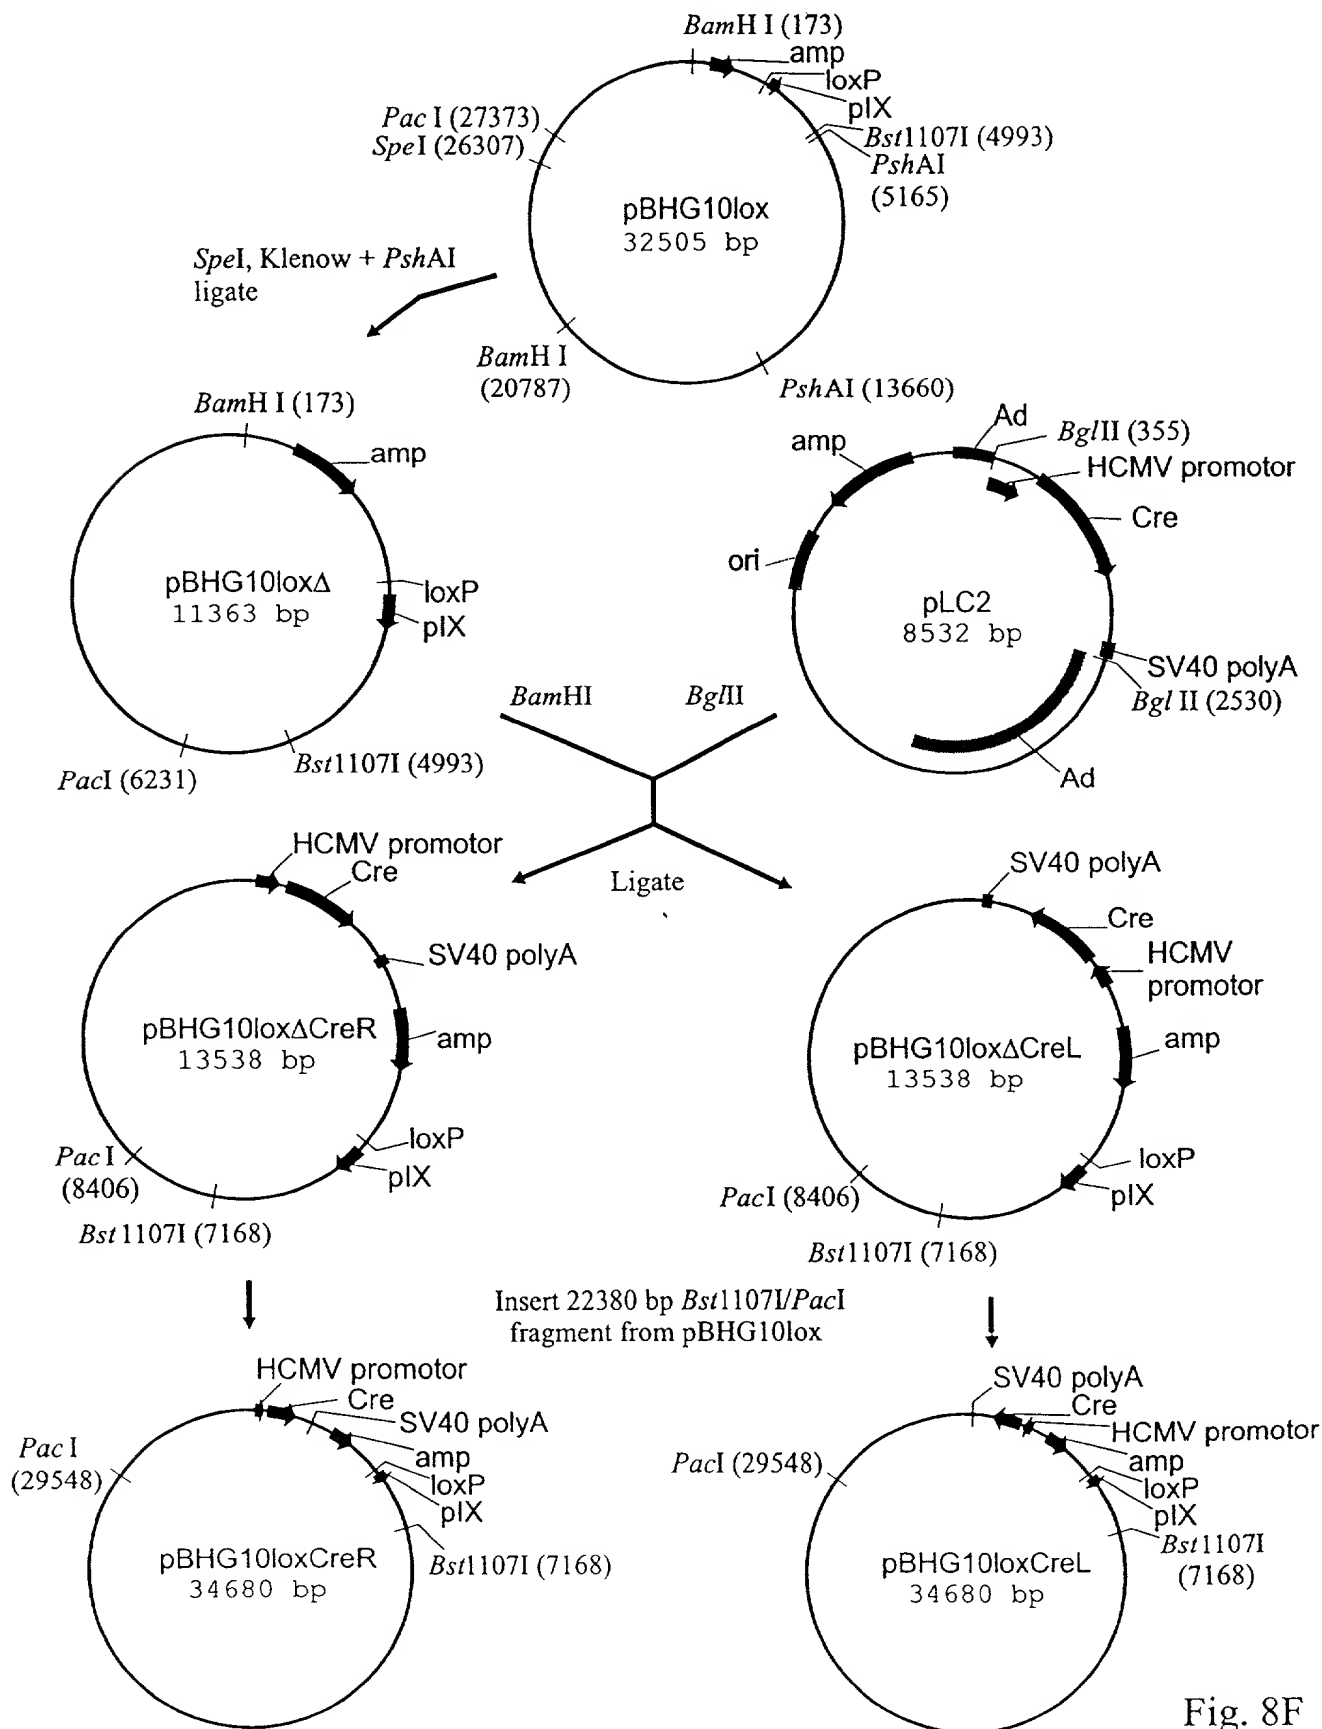 BamH I (173)
amp
loxP
pIX
Pac I (27373)
SpeI (26307)
Bst1107I (4993)
PshAI
(5165)
pBHG10lox
32505 bp
SpeI, Klenow + PshAI
ligate
BamH I
(20787)
PshAI (13660)
BamH I (173)
amp
pBHG10loxΔ
11363 bp
loxP
pIX
PacI (6231)
Bst1107I (4993)
Ad
BglII (355)
amp
HCMV promotor
Cre
ori
pLC2
8532 bp
SV40 polyA
Bgl II (2530)
Ad
BamHI
BglII
Ligate
HCMV promotor
Cre
SV40 polyA
pBHG10loxΔCreR
13538 bp
amp
loxP
pIX
Pac I
(8406)
Bst1107I (7168)
SV40 polyA
Cre
HCMV
promotor
pBHG10loxΔCreL
13538 bp
amp
loxP
pIX
PacI (8406)
Bst1107I (7168)
Insert 22380 bp Bst1107I/PacI
fragment from pBHG10lox
HCMV promotor
Cre
SV40 polyA
amp
loxP
pIX
Pac I
(29548)
pBHG10loxCreR
34680 bp
Bst1107I (7168)
SV40 polyA
Cre
HCMV promotor
amp
loxP
pIX
PacI (29548)
Bst1107I
(7168)
pBHG10loxCreL
34680 bp
Fig. 8F